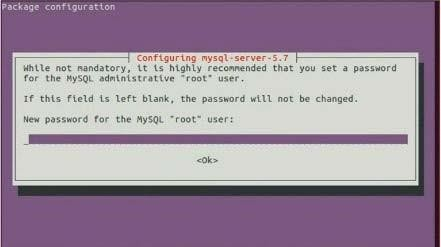 Package configuration
Configuring mysql-server-5.7
While not mandatory, it is highly recommended that you set a password
for the MySQL administrative "root" user.
If this field is left blank, the password will not be changed.
New password for the MySQL "root" user:
<Ok>